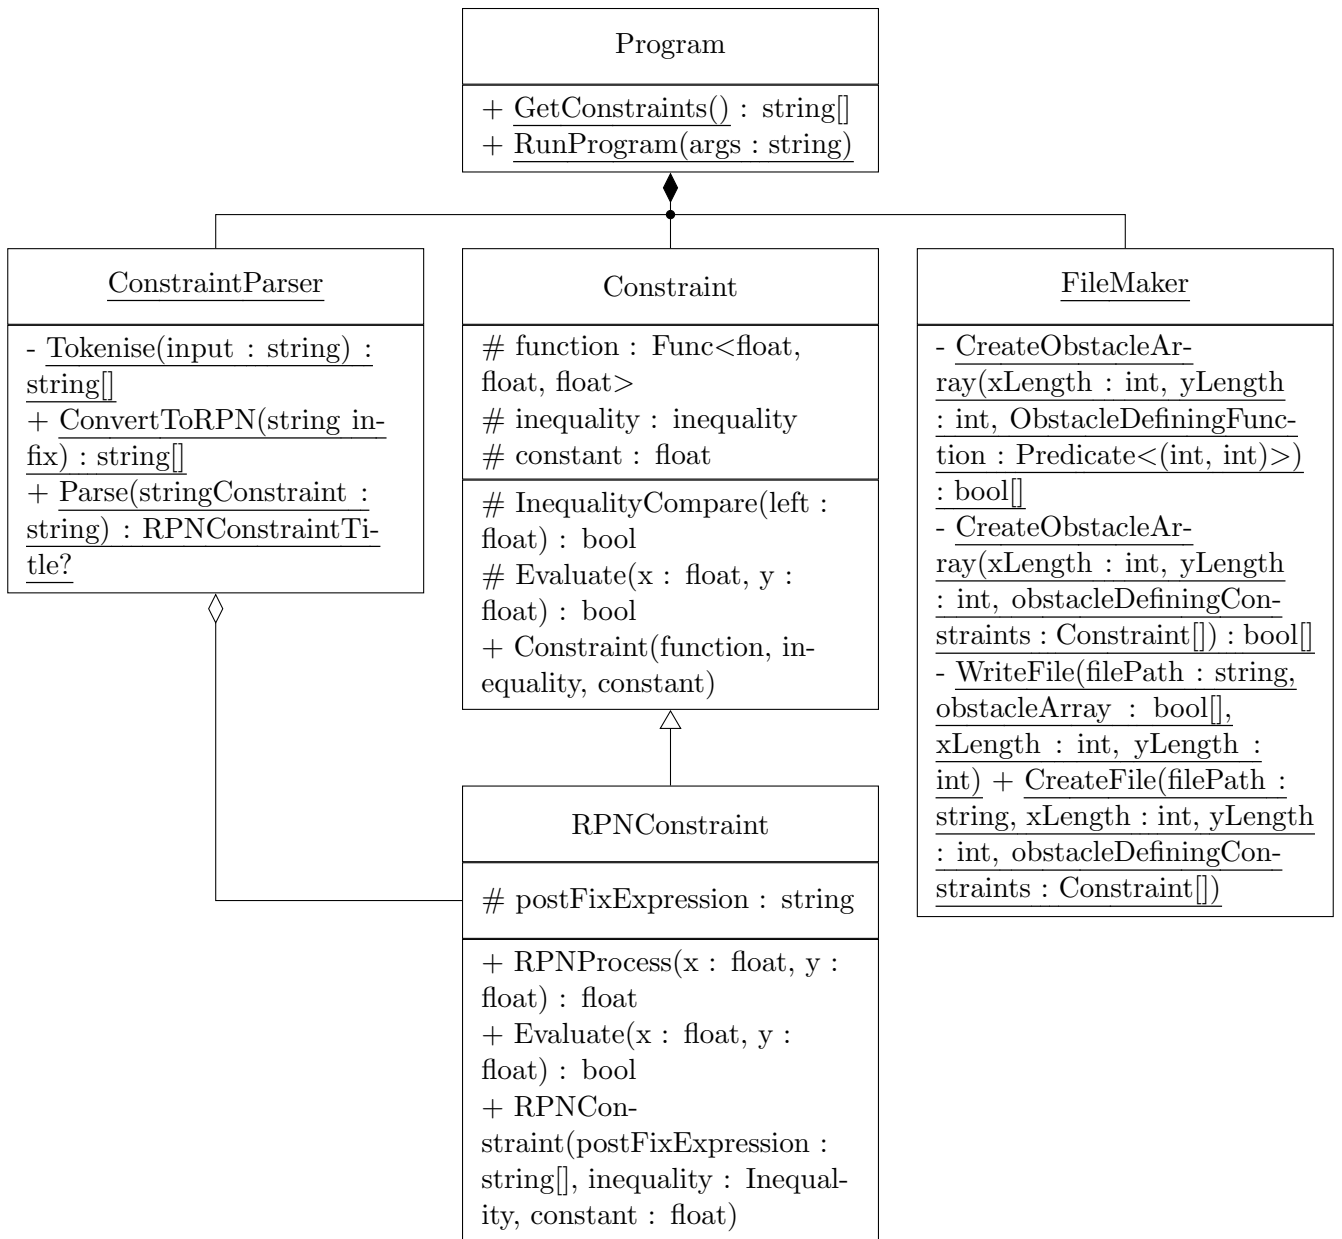 Program
+ GetConstraints() : string[]
+ RunProgram(args : string)
ConstraintParser
- Tokenise(input : string) :
string[]
+ ConvertToRPN(string in-
fix) : string[]
+ Parse(stringConstraint :
string) : RPNConstraintTi-
tle?
Constraint
# function : Func<float,
float, float>
# inequality : inequality
# constant : float
# InequalityCompare(left :
float) : bool
# Evaluate(x : float, y :
float) : bool
+ Constraint(function, in-
equality, constant)
FileMaker
- CreateObstacleAr-
ray(xLength : int, yLength
: int, ObstacleDefiningFunc-
tion : Predicate<(int, int)>)
: bool[]
- CreateObstacleAr-
ray(xLength : int, yLength
: int, obstacleDefiningCon-
straints : Constraint[]) : bool[]
- WriteFile(filePath : string,
obstacleArray : bool[],
xLength : int, yLength :
int) + CreateFile(filePath :
string, xLength : int, yLength
: int, obstacleDefiningCon-
straints : Constraint[])
RPNConstraint
# postFixExpression : string
+ RPNProcess(x : float, y :
float) : float
+ Evaluate(x : float, y :
float) : bool
+ RPNCon-
straint(postFixExpression :
string[], inequality : Inequal-
ity, constant : float)